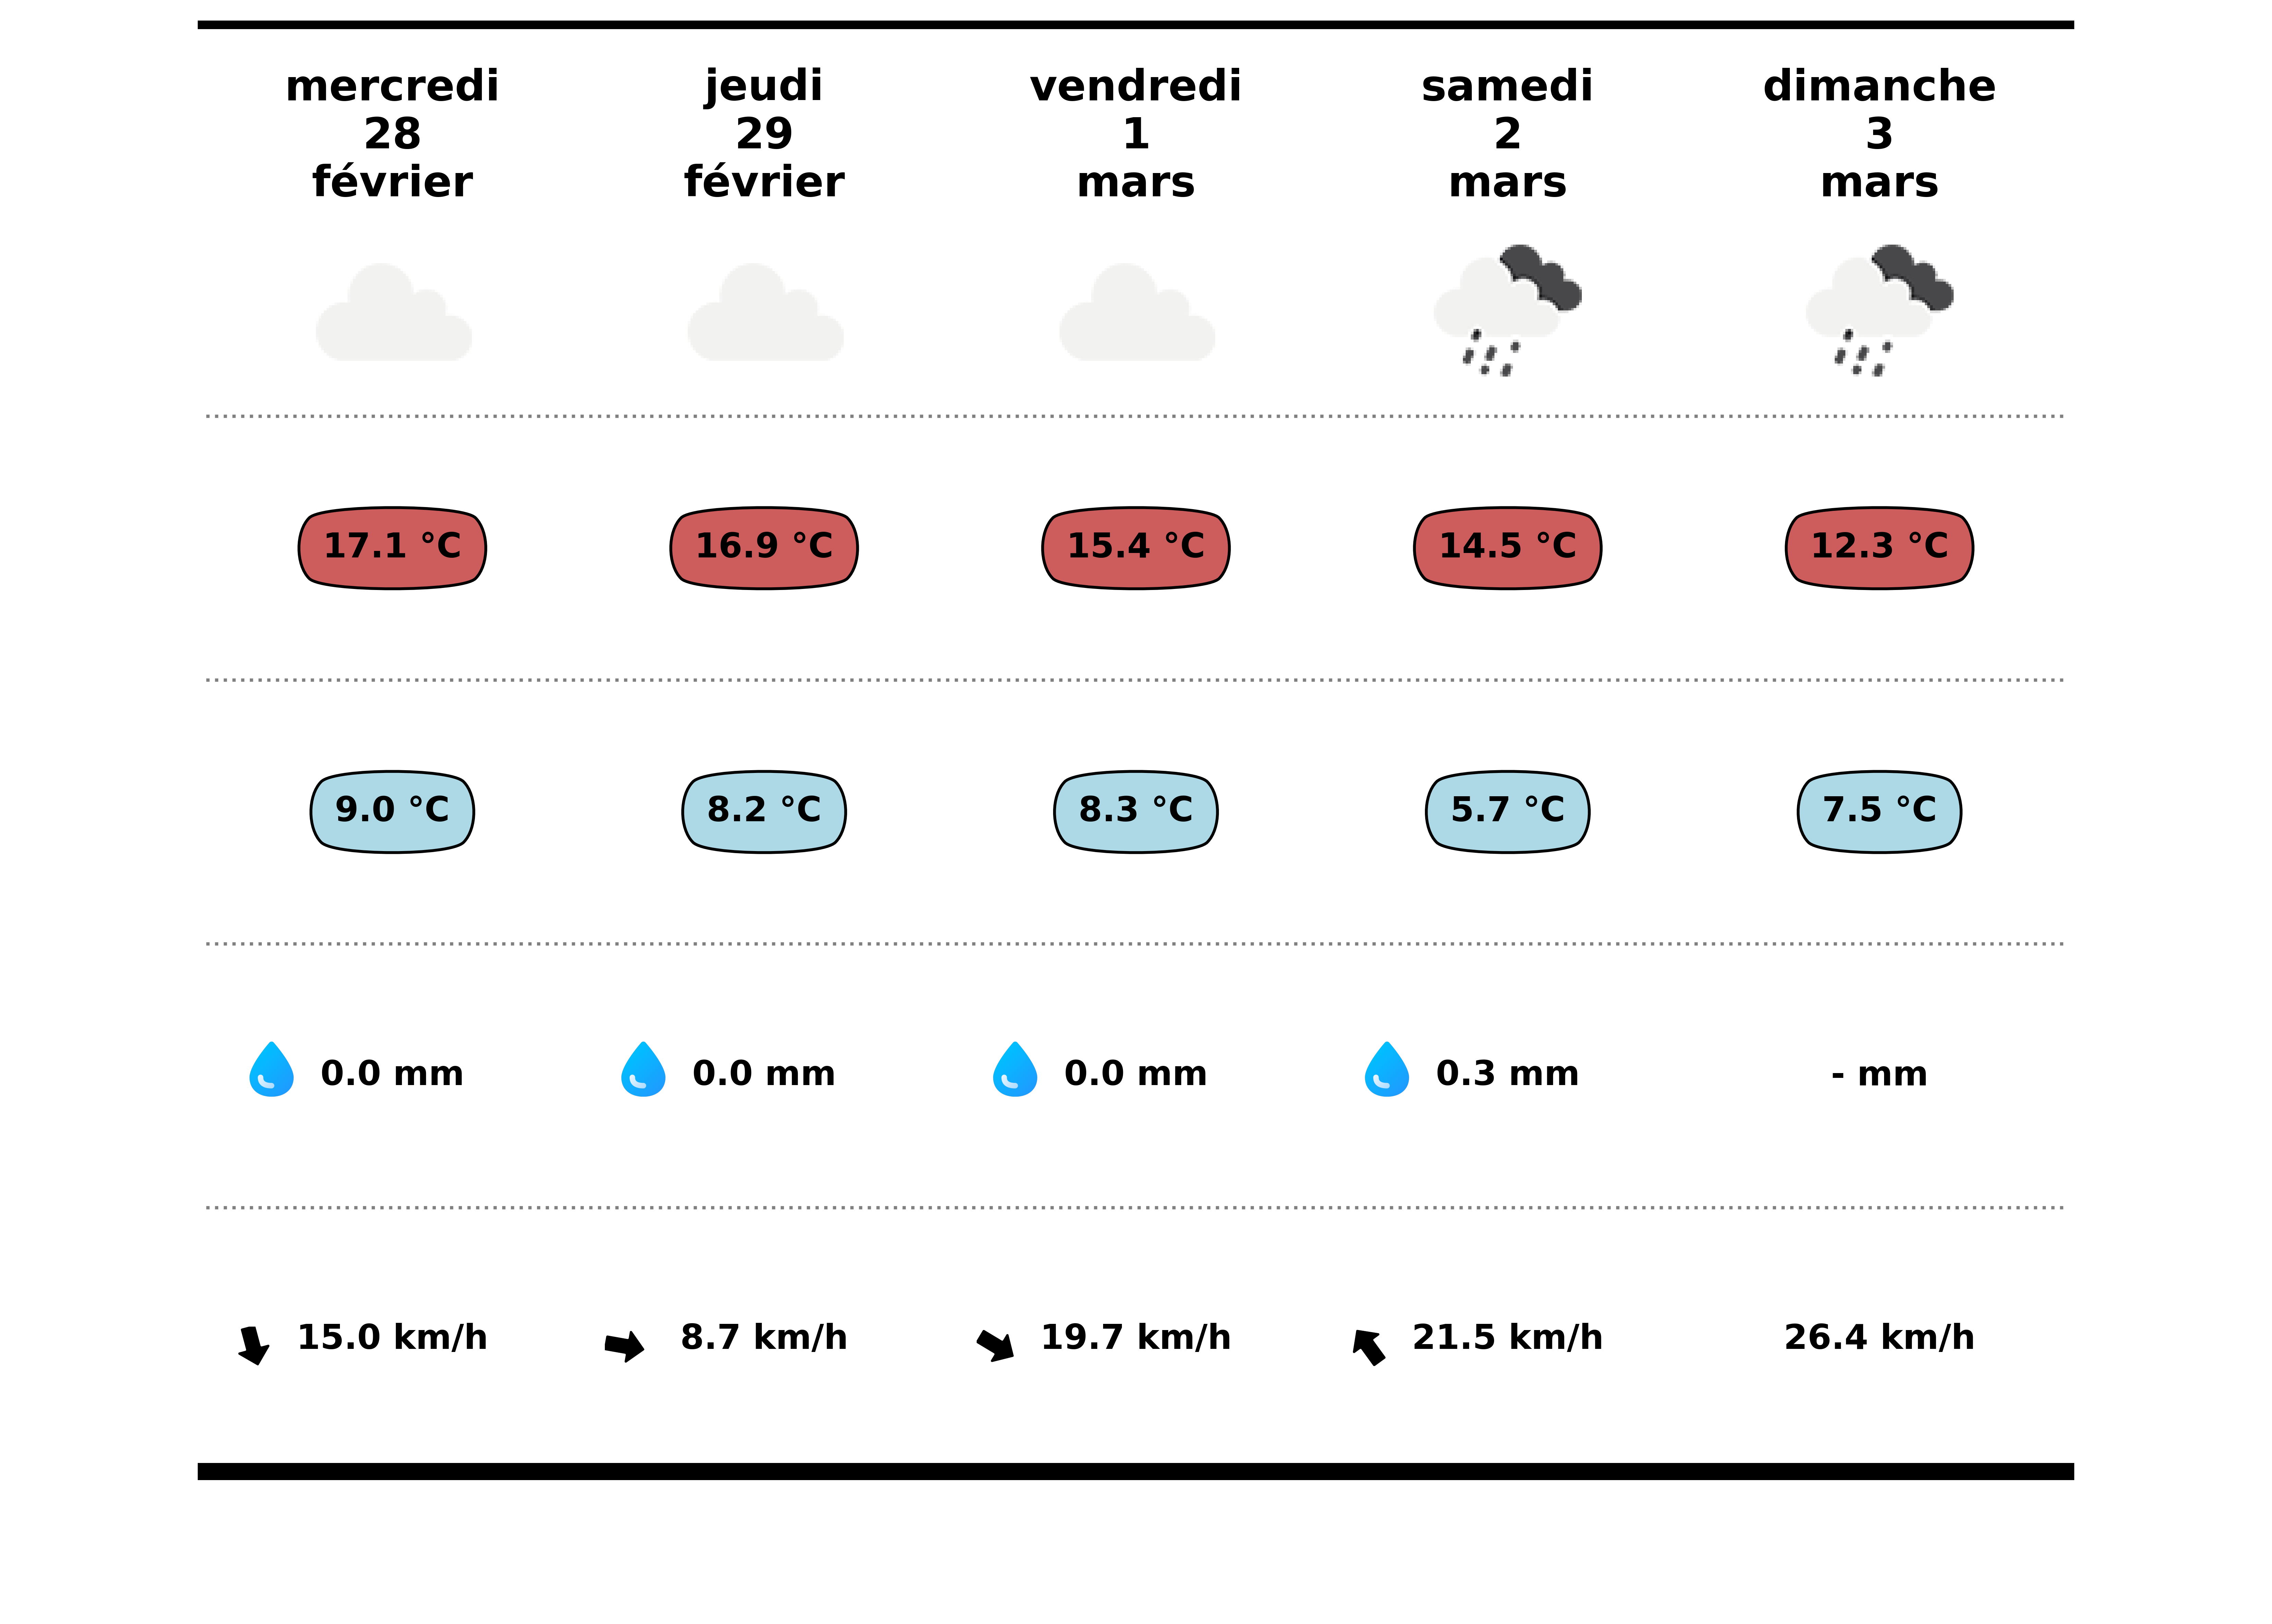 mercredi
28
février
jeudi
29
février
vendredi
1
mars
samedi
2
mars
dimanche
3
mars
17.1 °C
16.9 °C
15.4 °C
14.5 °C
12.3 °C
9.0 °C
8.2 °C
8.3 °C
5.7 °C
7.5 °C
0.0 mm
0.0 mm
0.0 mm
0.3 mm
- mm
15.0 km/h
8.7 km/h
19.7 km/h
21.5 km/h
26.4 km/h